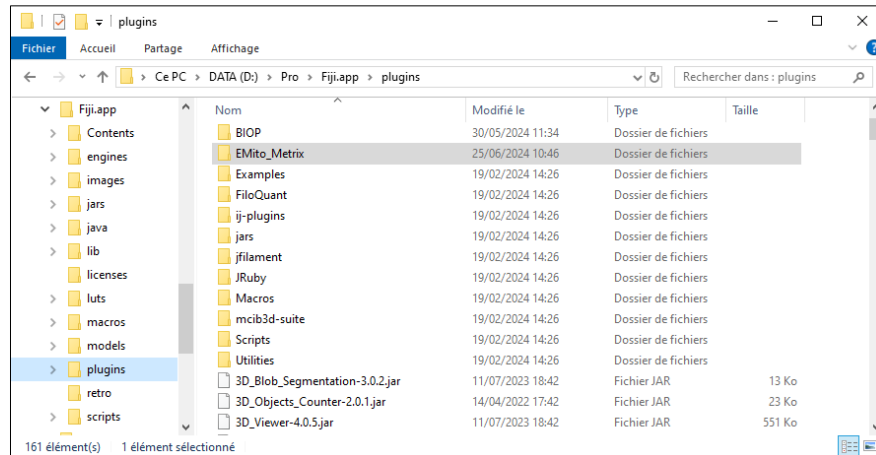 plugins
Fichier Accueil Partage Affichage
Ce PC > DATA (D:) > Pro > Fiji.app > plugins
Rechercher dans : plugins
Fiji.app
Contents
engines
images
jars
java
lib
licenses
luts
macros
models
plugins
retro
scripts
Nom Modifié le Type Taille
BIOP 30/05/2024 11:34 Dossier de fichiers
EMito_Metrix 25/06/2024 10:46 Dossier de fichiers
Examples 19/02/2024 14:26 Dossier de fichiers
FiloQuant 19/02/2024 14:26 Dossier de fichiers
ij-plugins 19/02/2024 14:26 Dossier de fichiers
jars 19/02/2024 14:26 Dossier de fichiers
jfilament 19/02/2024 14:26 Dossier de fichiers
JRuby 19/02/2024 14:26 Dossier de fichiers
Macros 19/02/2024 14:26 Dossier de fichiers
mcib3d-suite 19/02/2024 14:26 Dossier de fichiers
Scripts 19/02/2024 14:26 Dossier de fichiers
Utilities 19/02/2024 14:26 Dossier de fichiers
3D_Blob_Segmentation-3.0.2.jar 11/07/2023 18:42 Fichier JAR 13 Ko
3D_Objects_Counter-2.0.1.jar 14/04/2022 17:42 Fichier JAR 23 Ko
3D_Viewer-4.0.5.jar 11/07/2023 18:42 Fichier JAR 551 Ko
161 élément(s) 1 élément sélectionné